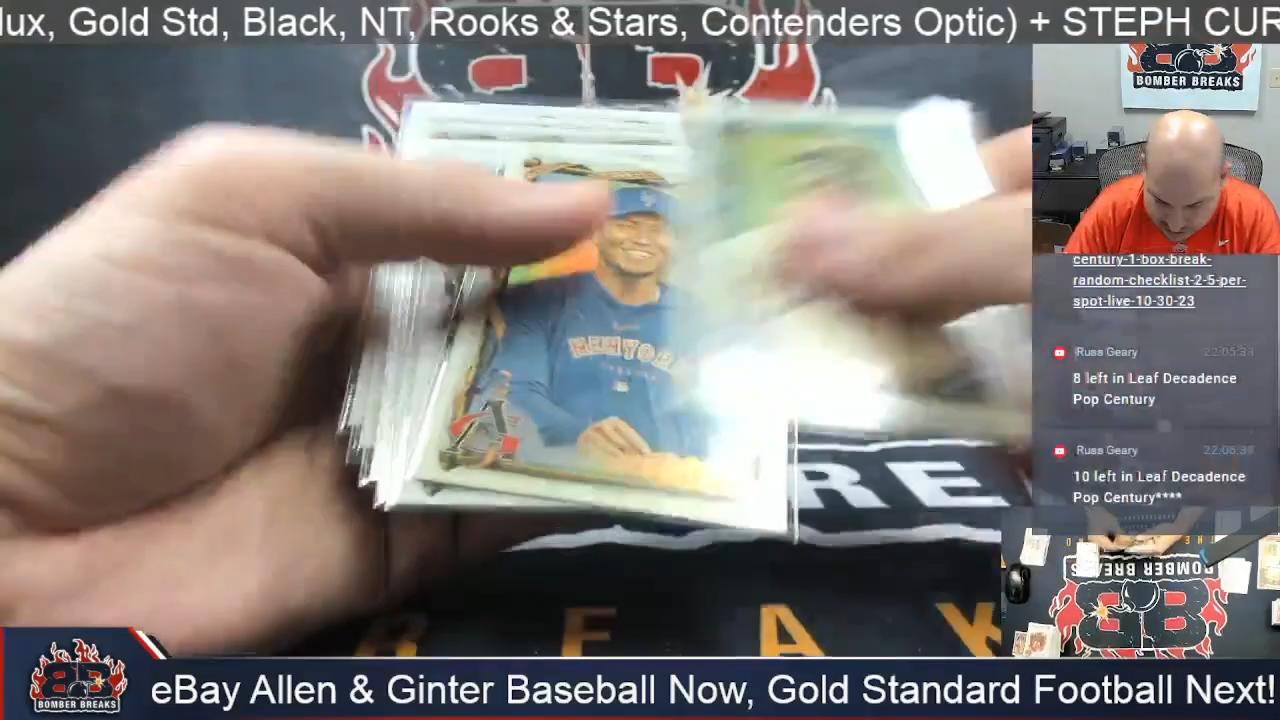 lux, Gold Std, Black, NT, Rooks & Stars, Contenders Optic) + STEPH CUR
BOMBER BREAKS
century-1-box-break-
random-checklist-2-5-per-
spot-live-10-30-23
Russ Geary
8 left in Leaf Decadence
Pop Century
Russ Geary
10 left in Leaf Decadence
Pop Century****
NEW YORK
RE
BOMBER BREAKS
R E A K
BOMBER BREAKS
eBay Allen & Ginter Baseball Now, Gold Standard Football Next!